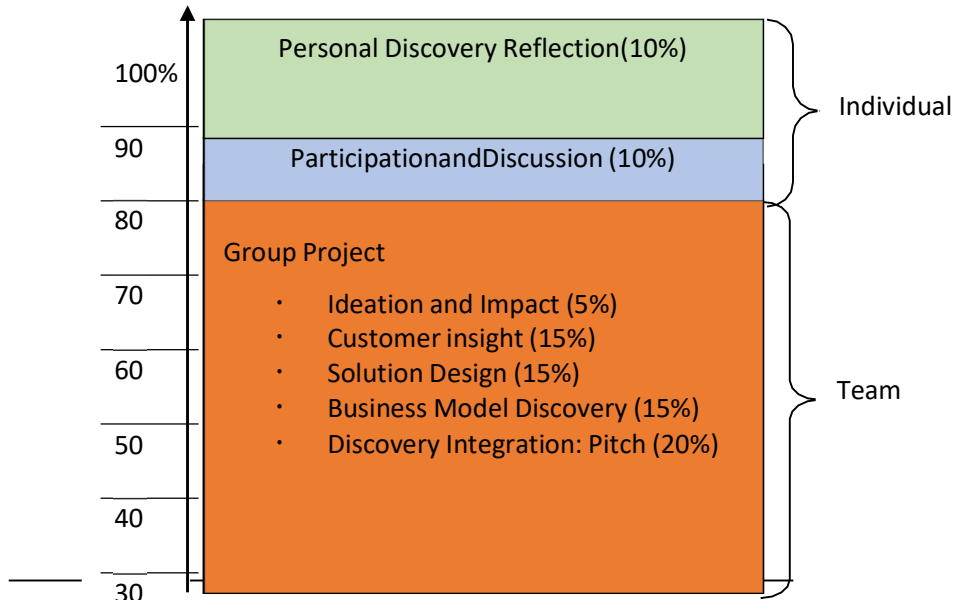 Personal Discovery Reflection(10%)
100%
Individual
90
ParticipationandDiscussion (10%)
80
Group Project
70
· Ideation and Impact (5%)
· Customer insight (15%)
60
· Solution Design (15%)
Team
· Business Model Discovery (15%)
50
· Discovery Integration: Pitch (20%)
40
30